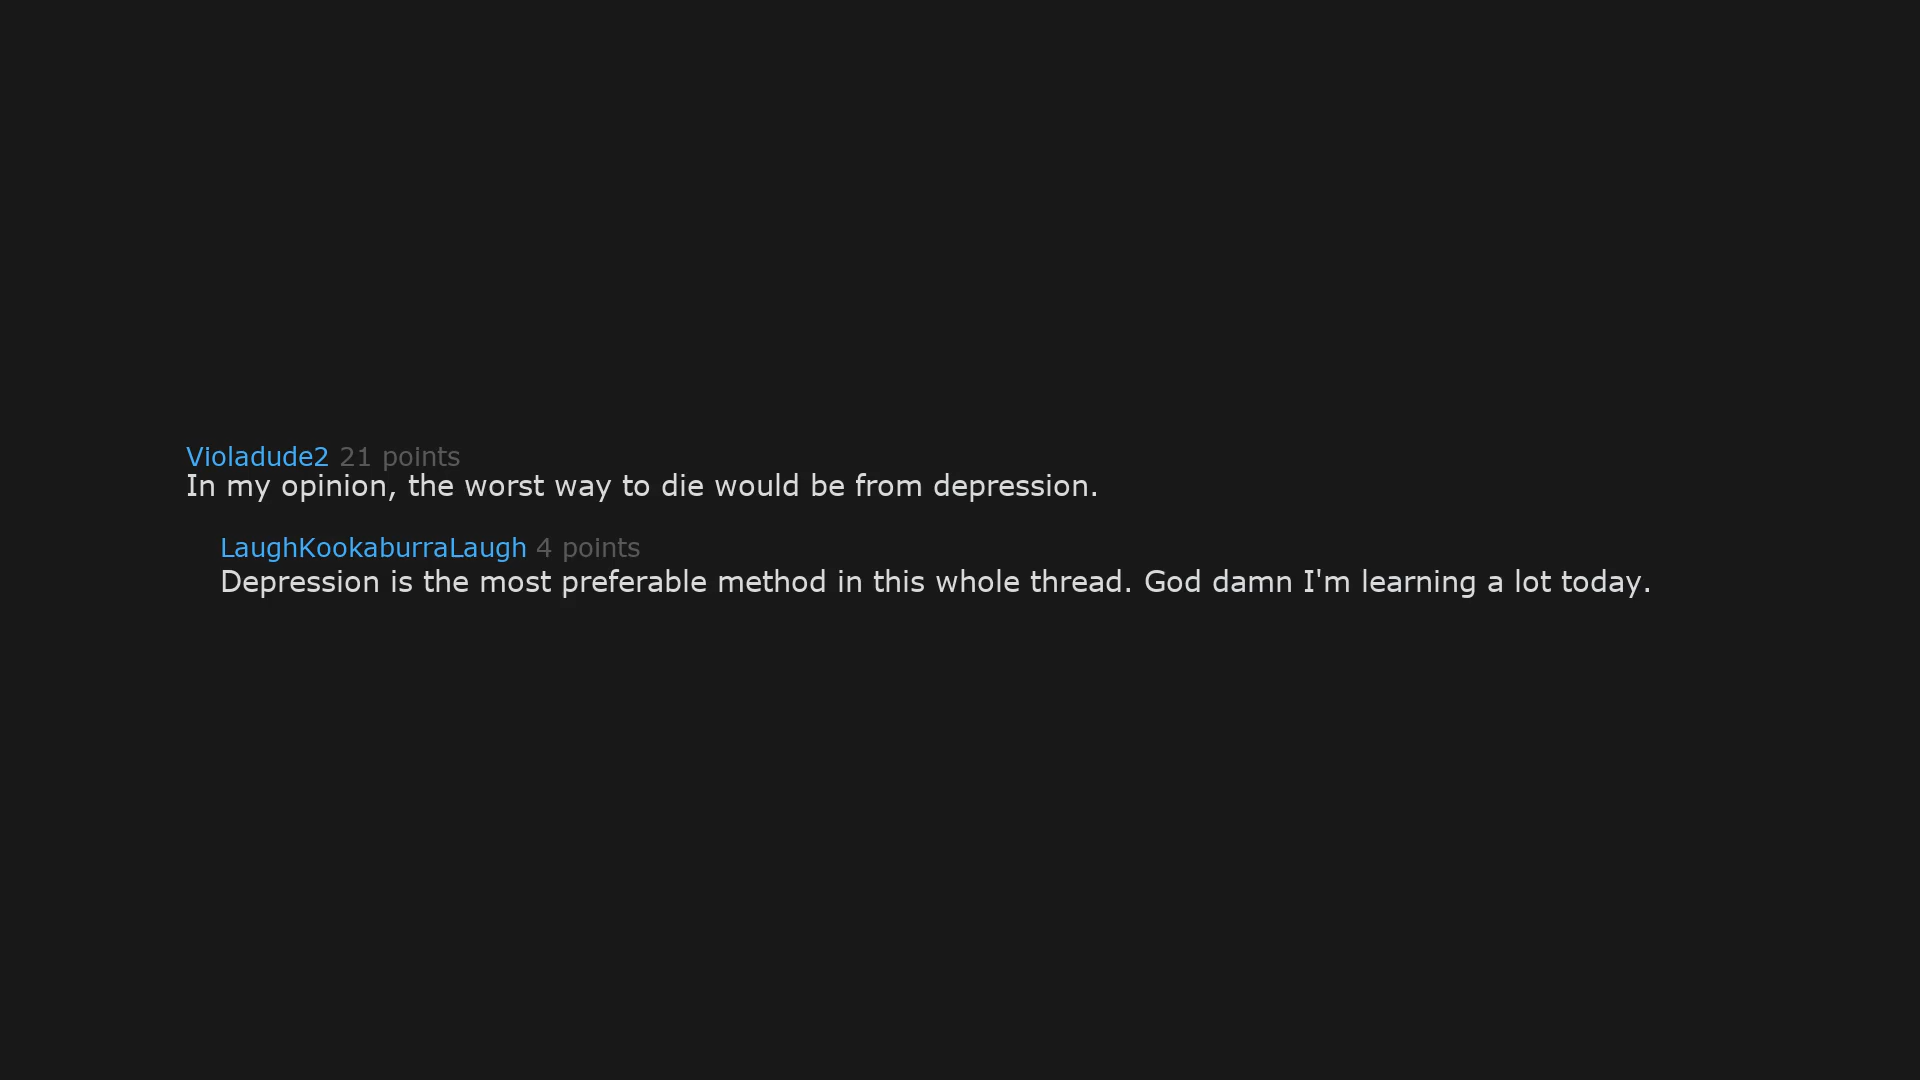 Violadude2 21 points
In my opinion, the worst way to die would be from depression.
LaughKookaburraLaugh 4 points
Depression is the most preferable method in this whole thread. God damn I'm learning a lot today.